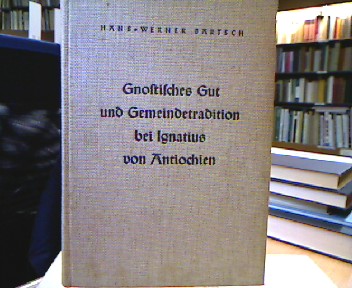 HANS-WERNER BARTSCH
Gnostisches Gut
und Gemeindetradition
bei Ignatius
von Antiochien